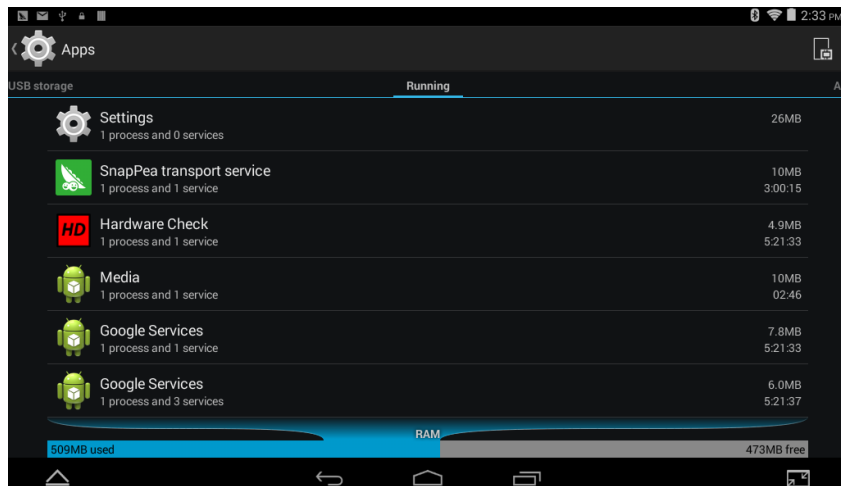 2:33 PM
Apps
USB storage
Running
A
Settings
26MB
1 process and 0 services
SnapPea transport service
10MB
1 process and 1 service
3:00:15
HD
Hardware Check
4.9MB
1 process and 1 service
5:21:33
Media
10MB
1 process and 1 service
02:46
Google Services
7.8MB
1 process and 1 service
5:21:33
Google Services
6.0MB
1 process and 3 services
5:21:37
RAM
509MB used
473MB free